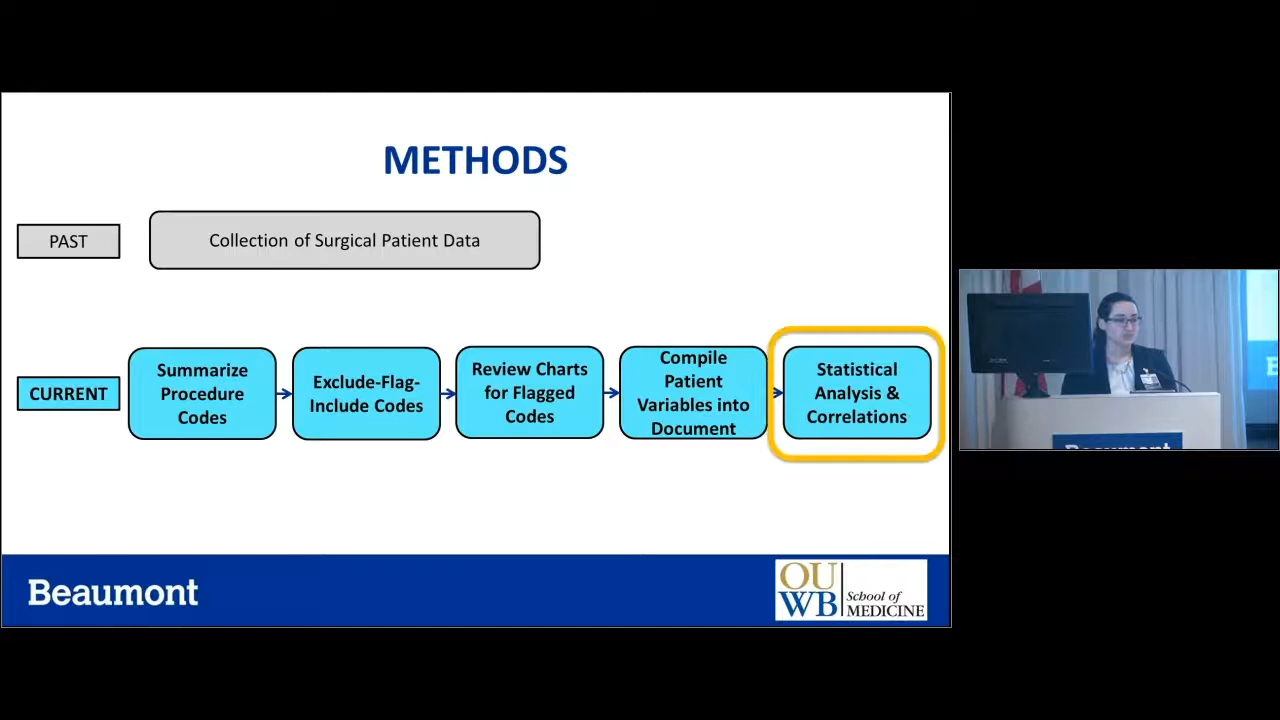 METHODS
PAST
Collection of Surgical Patient Data
CURRENT
Summarize
Procedure
Codes
Exclude-Flag-
Include Codes
Review Charts
for Flagged
Codes
Compile
Patient
Variables into
Document
Statistical
Analysis &
Correlations
Beaumont
OU
WB
School of
MEDICINE
Beaumont